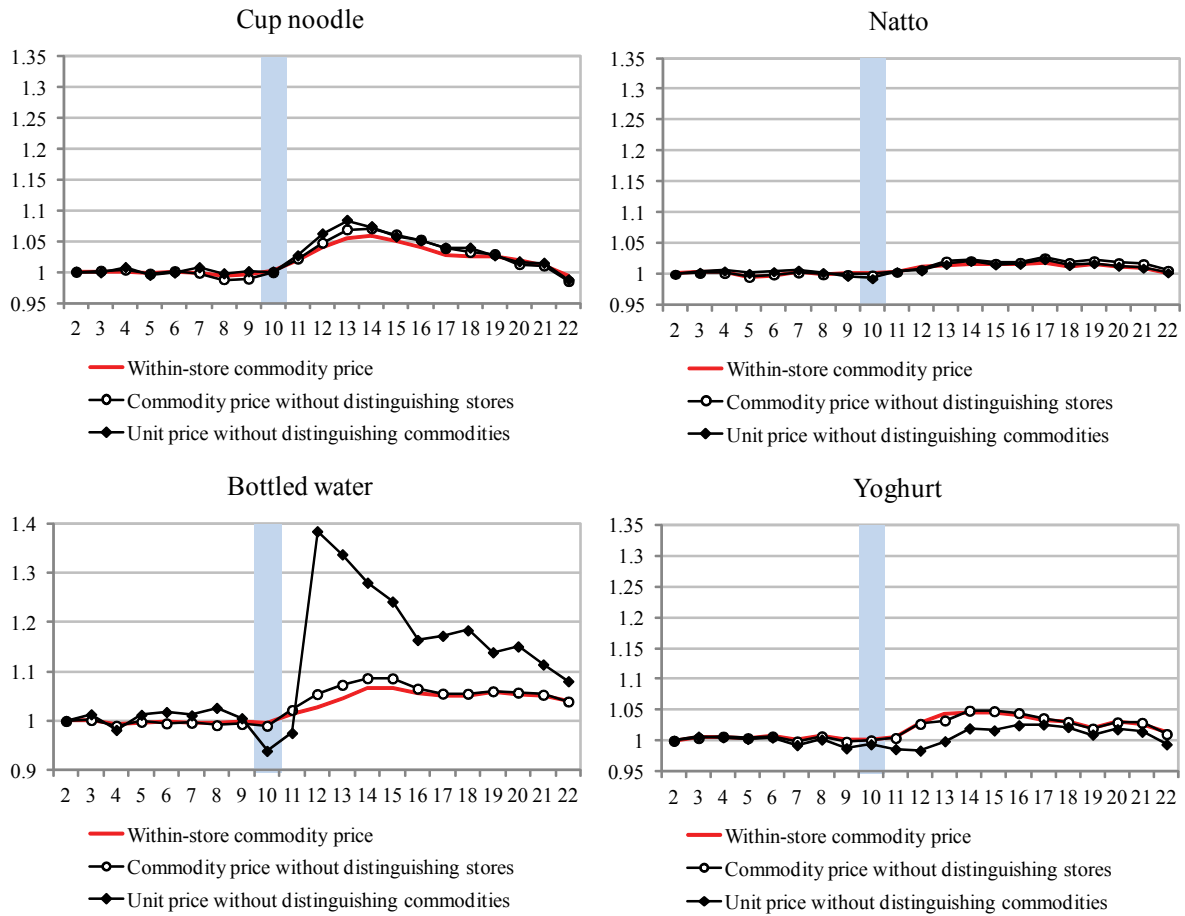 Cup noodle
1.35
1.3
1.25
1.2
1.15
1.1
1.05
1
0.95
2 3 4 5 6 7 8 9 10 11 12 13 14 15 16 17 18 19 20 21 22
Within-store commodity price
Commodity price without distinguishing stores
Unit price without distinguishing commodities
Natto
1.35
1.3
1.25
1.2
1.15
1.1
1.05
1
0.95
2 3 4 5 6 7 8 9 10 11 12 13 14 15 16 17 18 19 20 21 22
Within-store commodity price
Commodity price without distinguishing stores
Unit price without distinguishing commodities
Bottled water
1.4
1.3
1.2
1.1
1
0.9
2 3 4 5 6 7 8 9 10 11 12 13 14 15 16 17 18 19 20 21 22
Within-store commodity price
Commodity price without distinguishing stores
Unit price without distinguishing commodities
Yoghurt
1.35
1.3
1.25
1.2
1.15
1.1
1.05
1
0.95
2 3 4 5 6 7 8 9 10 11 12 13 14 15 16 17 18 19 20 21 22
Within-store commodity price
Commodity price without distinguishing stores
Unit price without distinguishing commodities